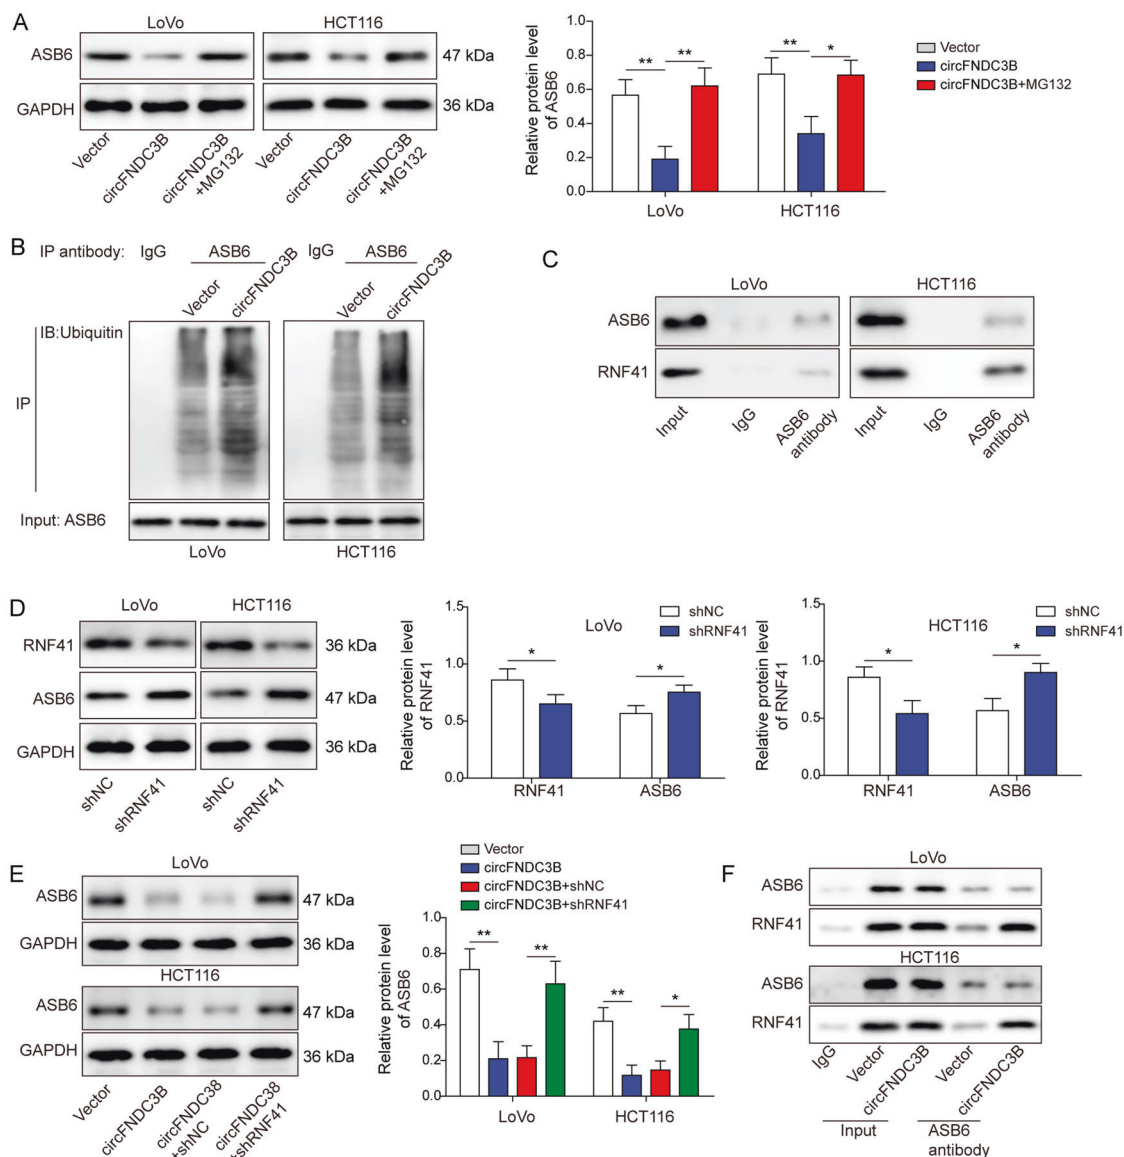 A
LoVo
HCT116
ASB6
47 kDa
GAPDH
36 kDa
Vector
circFNDC3B
circFNDC3B
+MG132
Vector
circFNDC3B
circFNDC3B
+MG132
Relative protein level
of ASB6
1.0
0.8
0.6
0.4
0.2
0.0
** **
** *
LoVo
HCT116
Vector
circFNDC3B
circFNDC3B+MG132
B
IP antibody:
IgG
ASB6
IgG
ASB6
Vector
circFNDC3B
Vector
circFNDC3B
IB:Ubiquitin
IP
Input: ASB6
LoVo
HCT116
C
LoVo
HCT116
ASB6
RNF41
Input
IgG
ASB6
antibody
Input
IgG
ASB6
antibody
D
LoVo
HCT116
RNF41
36 kDa
ASB6
47 kDa
GAPDH
36 kDa
shNC
shRNF41
shNC
shRNF41
Relative protein level
of RNF41
1.5
1.0
0.5
0.0
LoVo
shNC
shRNF41
*
*
RNF41
ASB6
Relative protein level
of RNF41
1.5
1.0
0.5
0.0
HCT116
shNC
shRNF41
*
*
RNF41
ASB6
E
LoVo
ASB6
47 kDa
GAPDH
36 kDa
HCT116
ASB6
47 kDa
GAPDH
36 kDa
Vector
circFNDC3B
circFNDC38
+shNC
circFNDC38
+shRNF41
Vector
circFNDC3B
circFNDC3B+shNC
circFNDC3B+shRNF41
Relative protein level
of ASB6
1.0
0.8
0.6
0.4
0.2
0.0
** **
** *
LoVo
HCT116
F
LoVo
ASB6
RNF41
HCT116
ASB6
RNF41
IgG
Vector
circFNDC3B
Vector
circFNDC3B
Input
ASB6
antibody